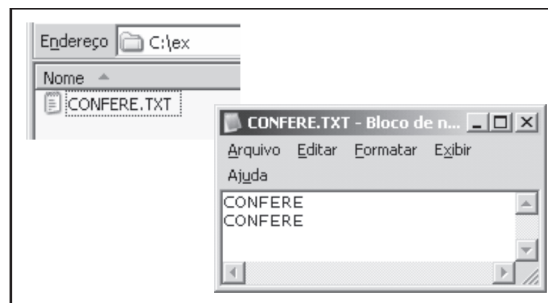 Endereço C:\ex
Nome
CONFERE.TXT
CONFERE.TXT - Bloco de n...
Arquivo Editar Formatar Exibir
Ajuda
CONFERE
CONFERE